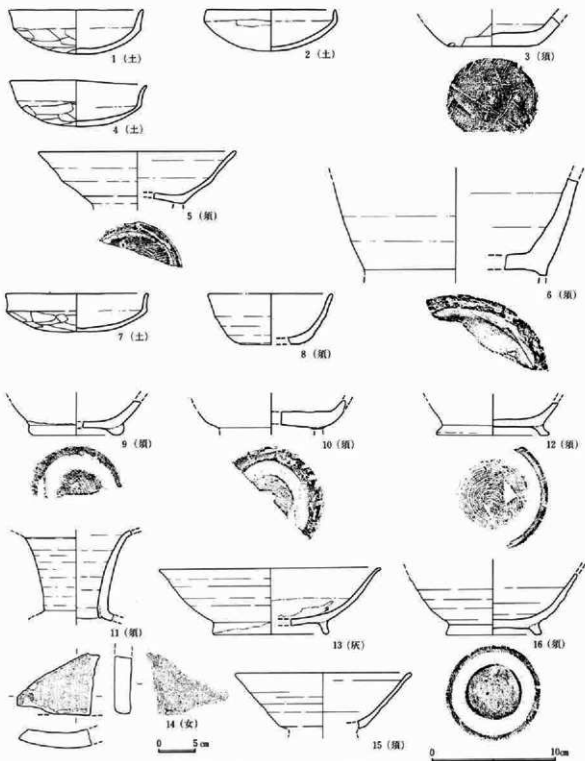 1 (土)
2 (土)
3 (須)
4 (土)
5 (須)
6 (須)
7 (土)
8 (須)
9 (須)
10 (須)
12 (須)
11 (須)
13 (灰)
16 (須)
14 (女)
15 (須)
0 5cm
0 10cm